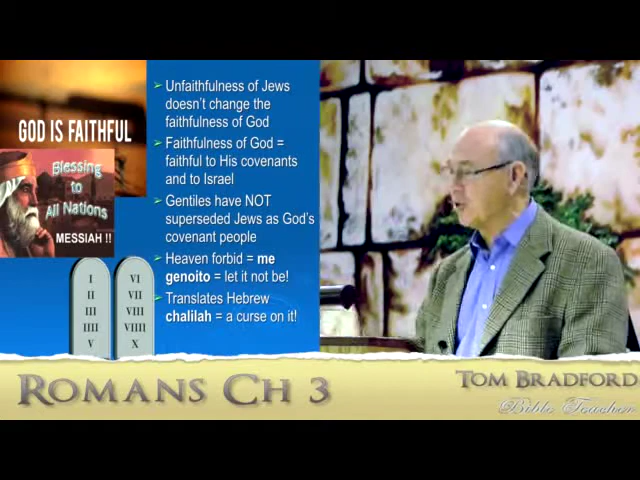 GOD IS FAITHFUL
Blessing
to
All Nations
MESSIAH !!
I
II
III
IIII
V
VI
VII
VIII
VIIII
X
➢ Unfaithfulness of Jews
doesn't change the
faithfulness of God
➢ Faithfulness of God =
faithful to His covenants
and to Israel
➢ Gentiles have NOT
superseded Jews as God's
covenant people
➢ Heaven forbid = me
genoito = let it not be!
➢ Translates Hebrew
chalilah = a curse on it!
ROMANS CH 3
TOM BRADFORD
Bible Teacher